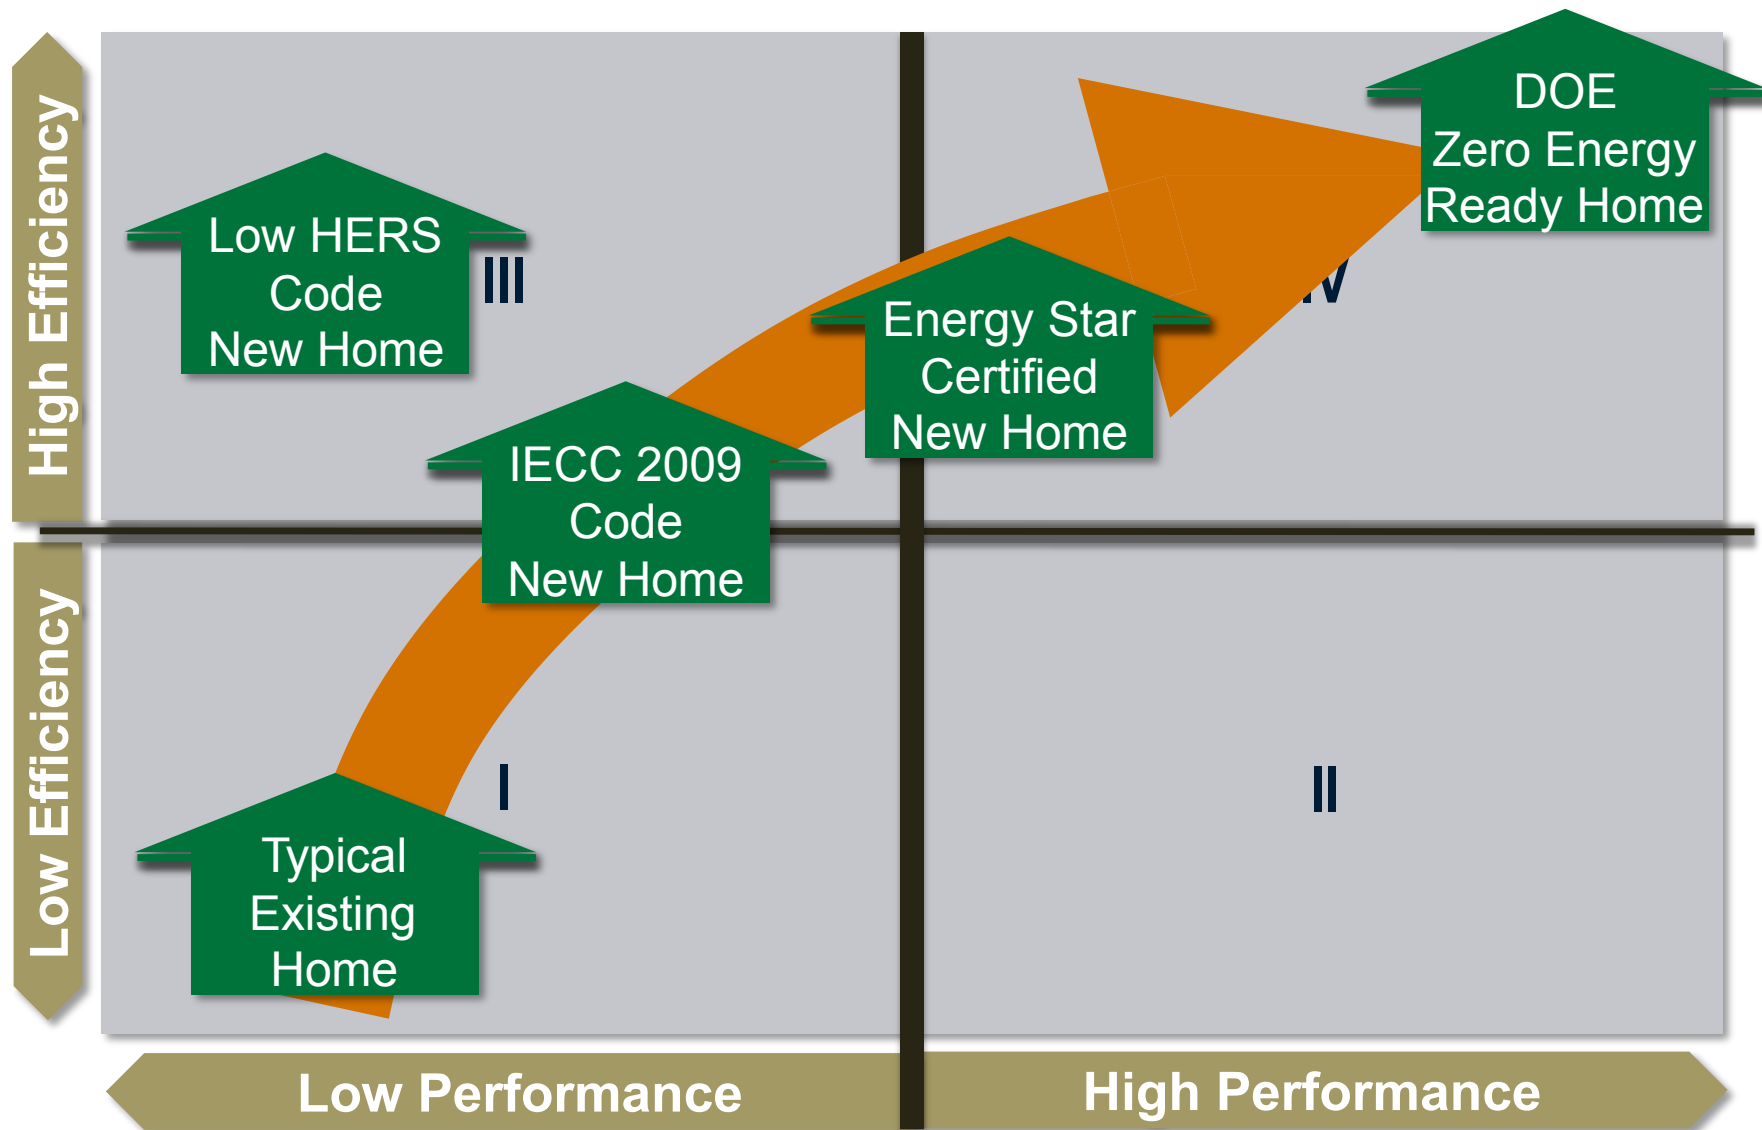 High Efficiency
Low HERS
Code
New Home
III
DOE
Zero Energy
Ready Home
IV
Energy Star
Certified
New Home
IECC 2009
Code
New Home
Low Efficiency
Typical
Existing
Home
I
II
Low Performance
High Performance